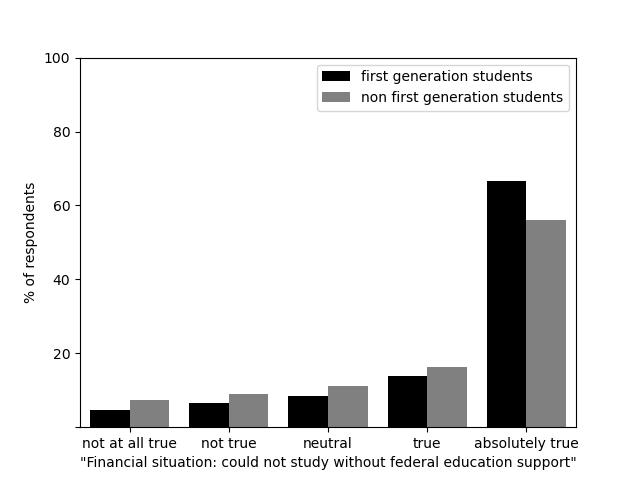 100
80
60
40
20
% of respondents
first generation students
non first generation students
not at all true
not true
neutral
true
absolutely true
"Financial situation: could not study without federal education support"